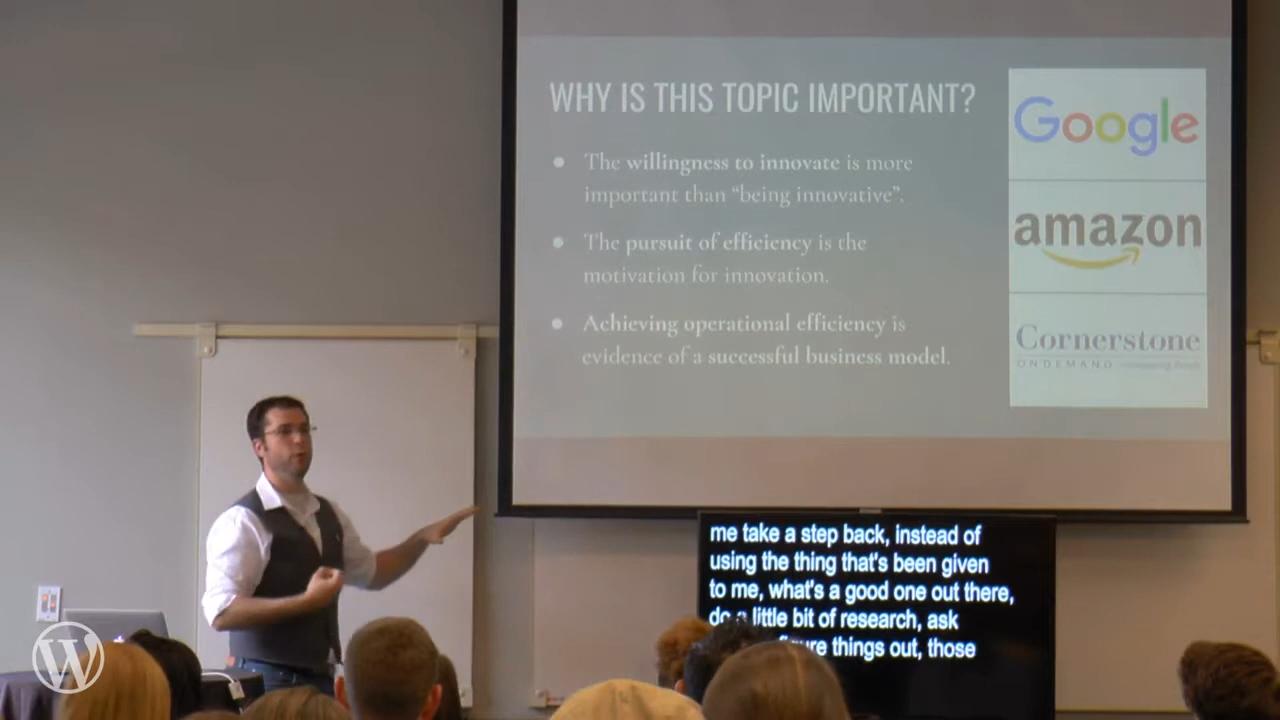 WHY IS THIS TOPIC IMPORTANT?
● The willingness to innovate is more
important than “being innovative”.
● The pursuit of efficiency is the
motivation for innovation.
● Achieving operational efficiency is
evidence of a successful business model.
Google
amazon
Cornerstone
ONDEMAND
me take a step back, instead of
using the thing that's been given
to me, what's a good one out there,
do a little bit of research, ask
figure things out, those
W